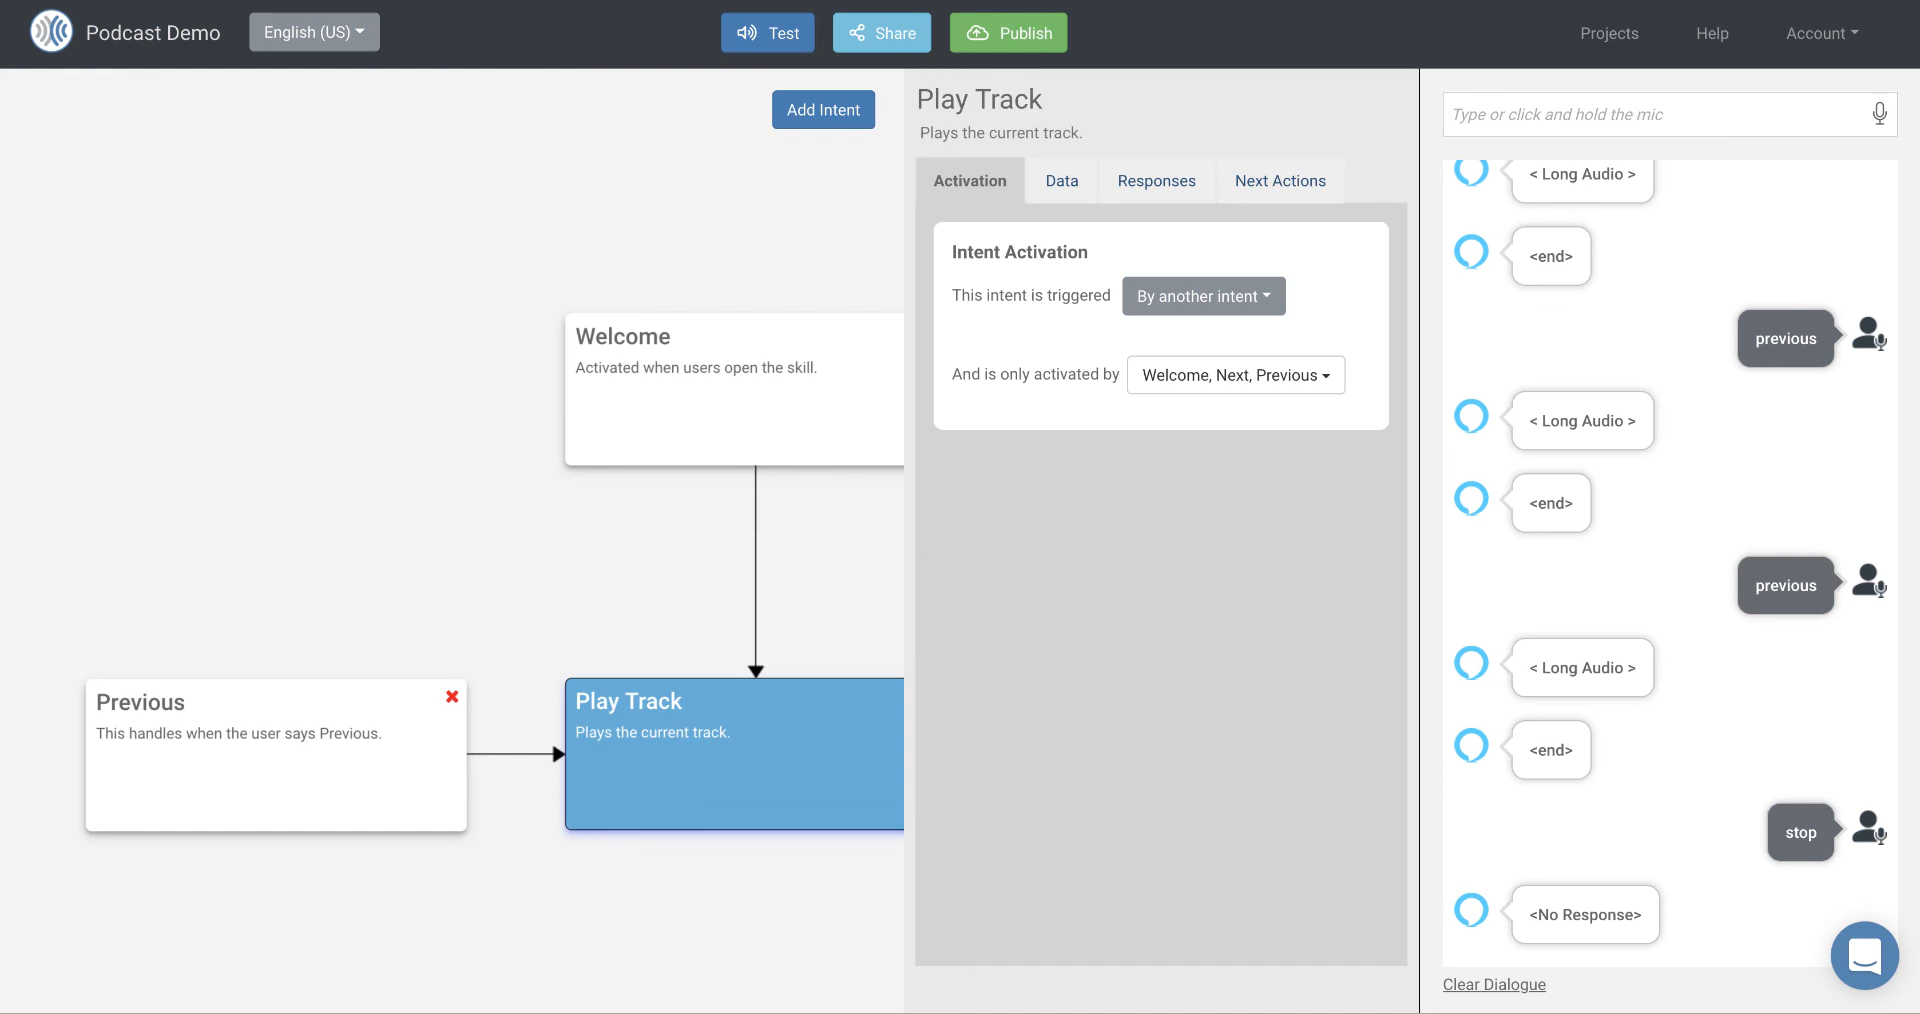 Podcast Demo
English (US)
Test
Share
Publish
Projects
Help
Account
Add Intent
Welcome
Activated when users open the skill.
Previous
This handles when the user says Previous.
Play Track
Plays the current track.
Play Track
Plays the current track.
Activation
Data
Responses
Next Actions
Intent Activation
This intent is triggered
By another intent
And is only activated by
Welcome, Next, Previous
Type or click and hold the mic
< Long Audio >
<end>
previous
< Long Audio >
<end>
previous
< Long Audio >
<end>
stop
<No Response>
Clear Dialogue